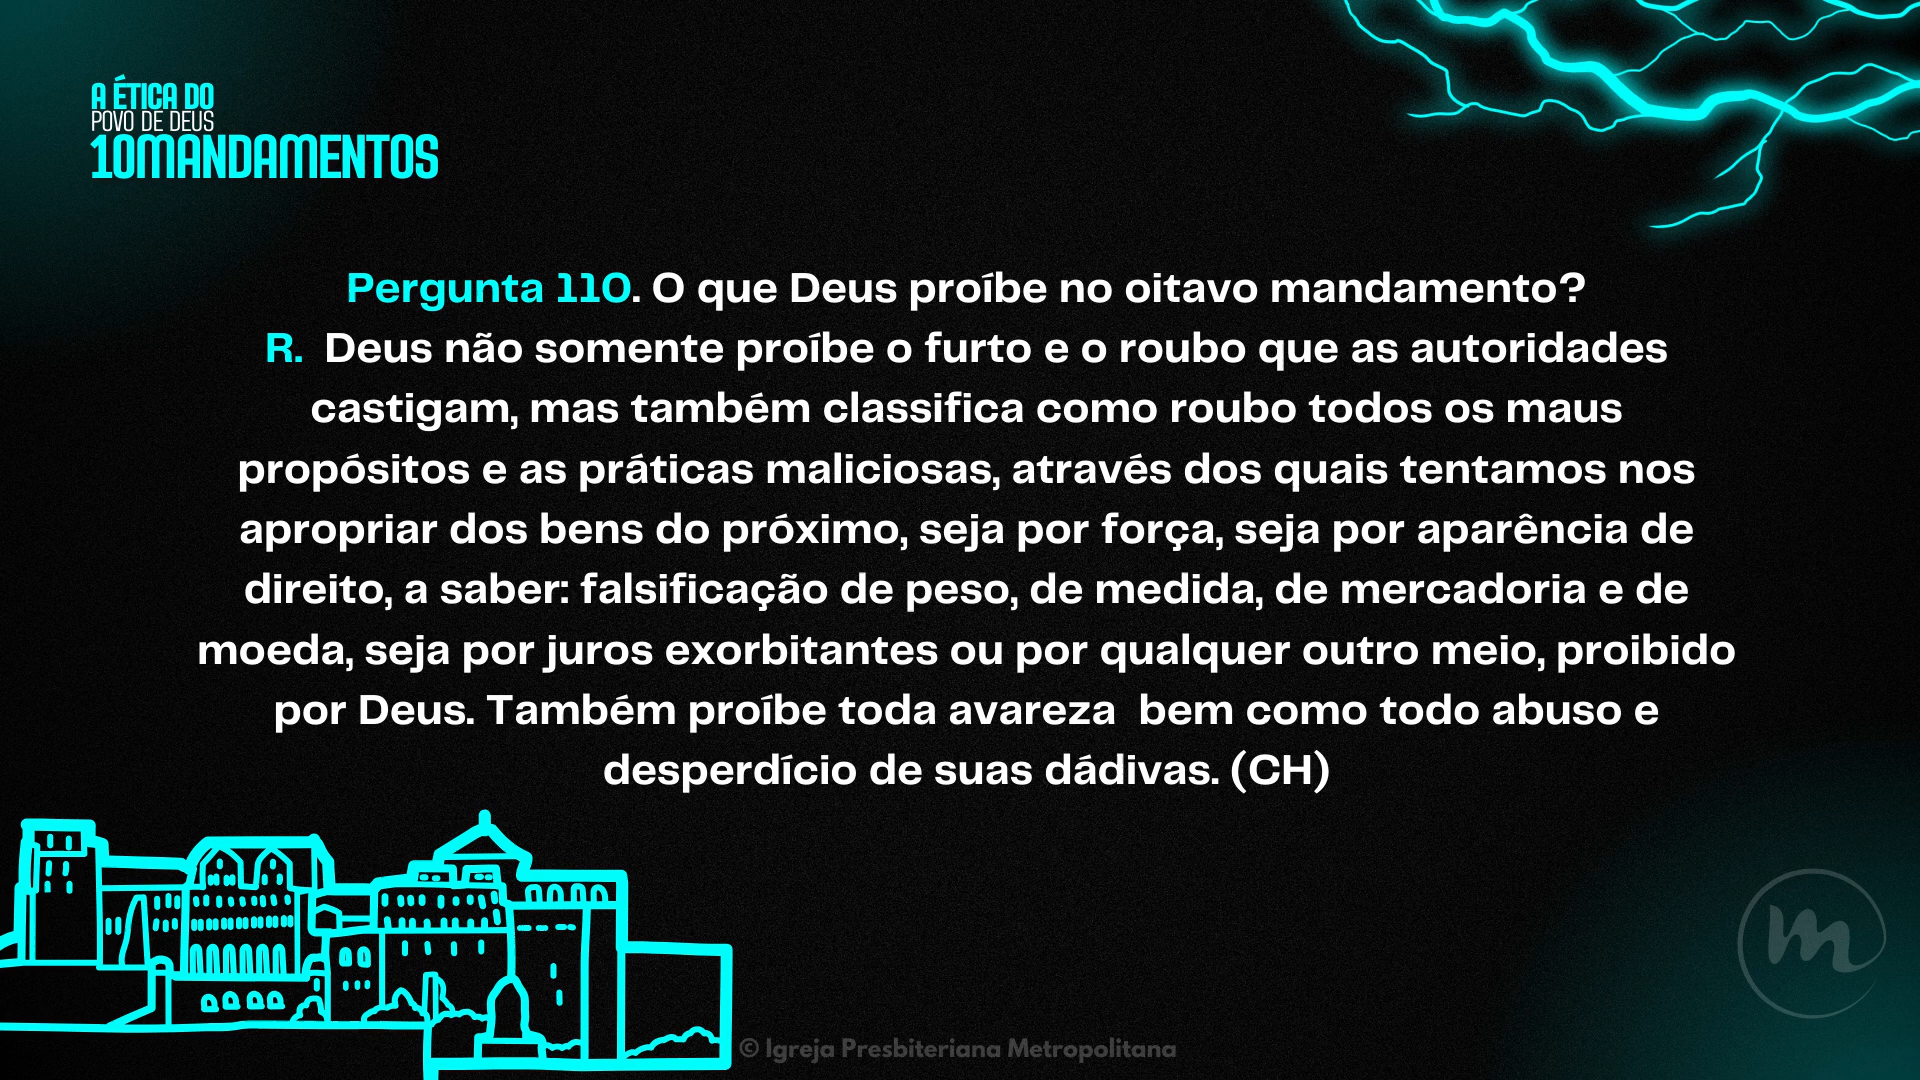 A ÉTICA DO
POVO DE DEUS
10MANDAMENTOS
Pergunta 110. O que Deus proíbe no oitavo mandamento?
R.  Deus não somente proíbe o furto e o roubo que as autoridades
castigam, mas também classifica como roubo todos os maus
propósitos e as práticas maliciosas, através dos quais tentamos nos
apropriar dos bens do próximo, seja por força, seja por aparência de
direito, a saber: falsificação de peso, de medida, de mercadoria e de
moeda, seja por juros exorbitantes ou por qualquer outro meio, proibido
por Deus. Também proíbe toda avareza  bem como todo abuso e
desperdício de suas dádivas. (CH)
m
© Igreja Presbiteriana Metropolitana